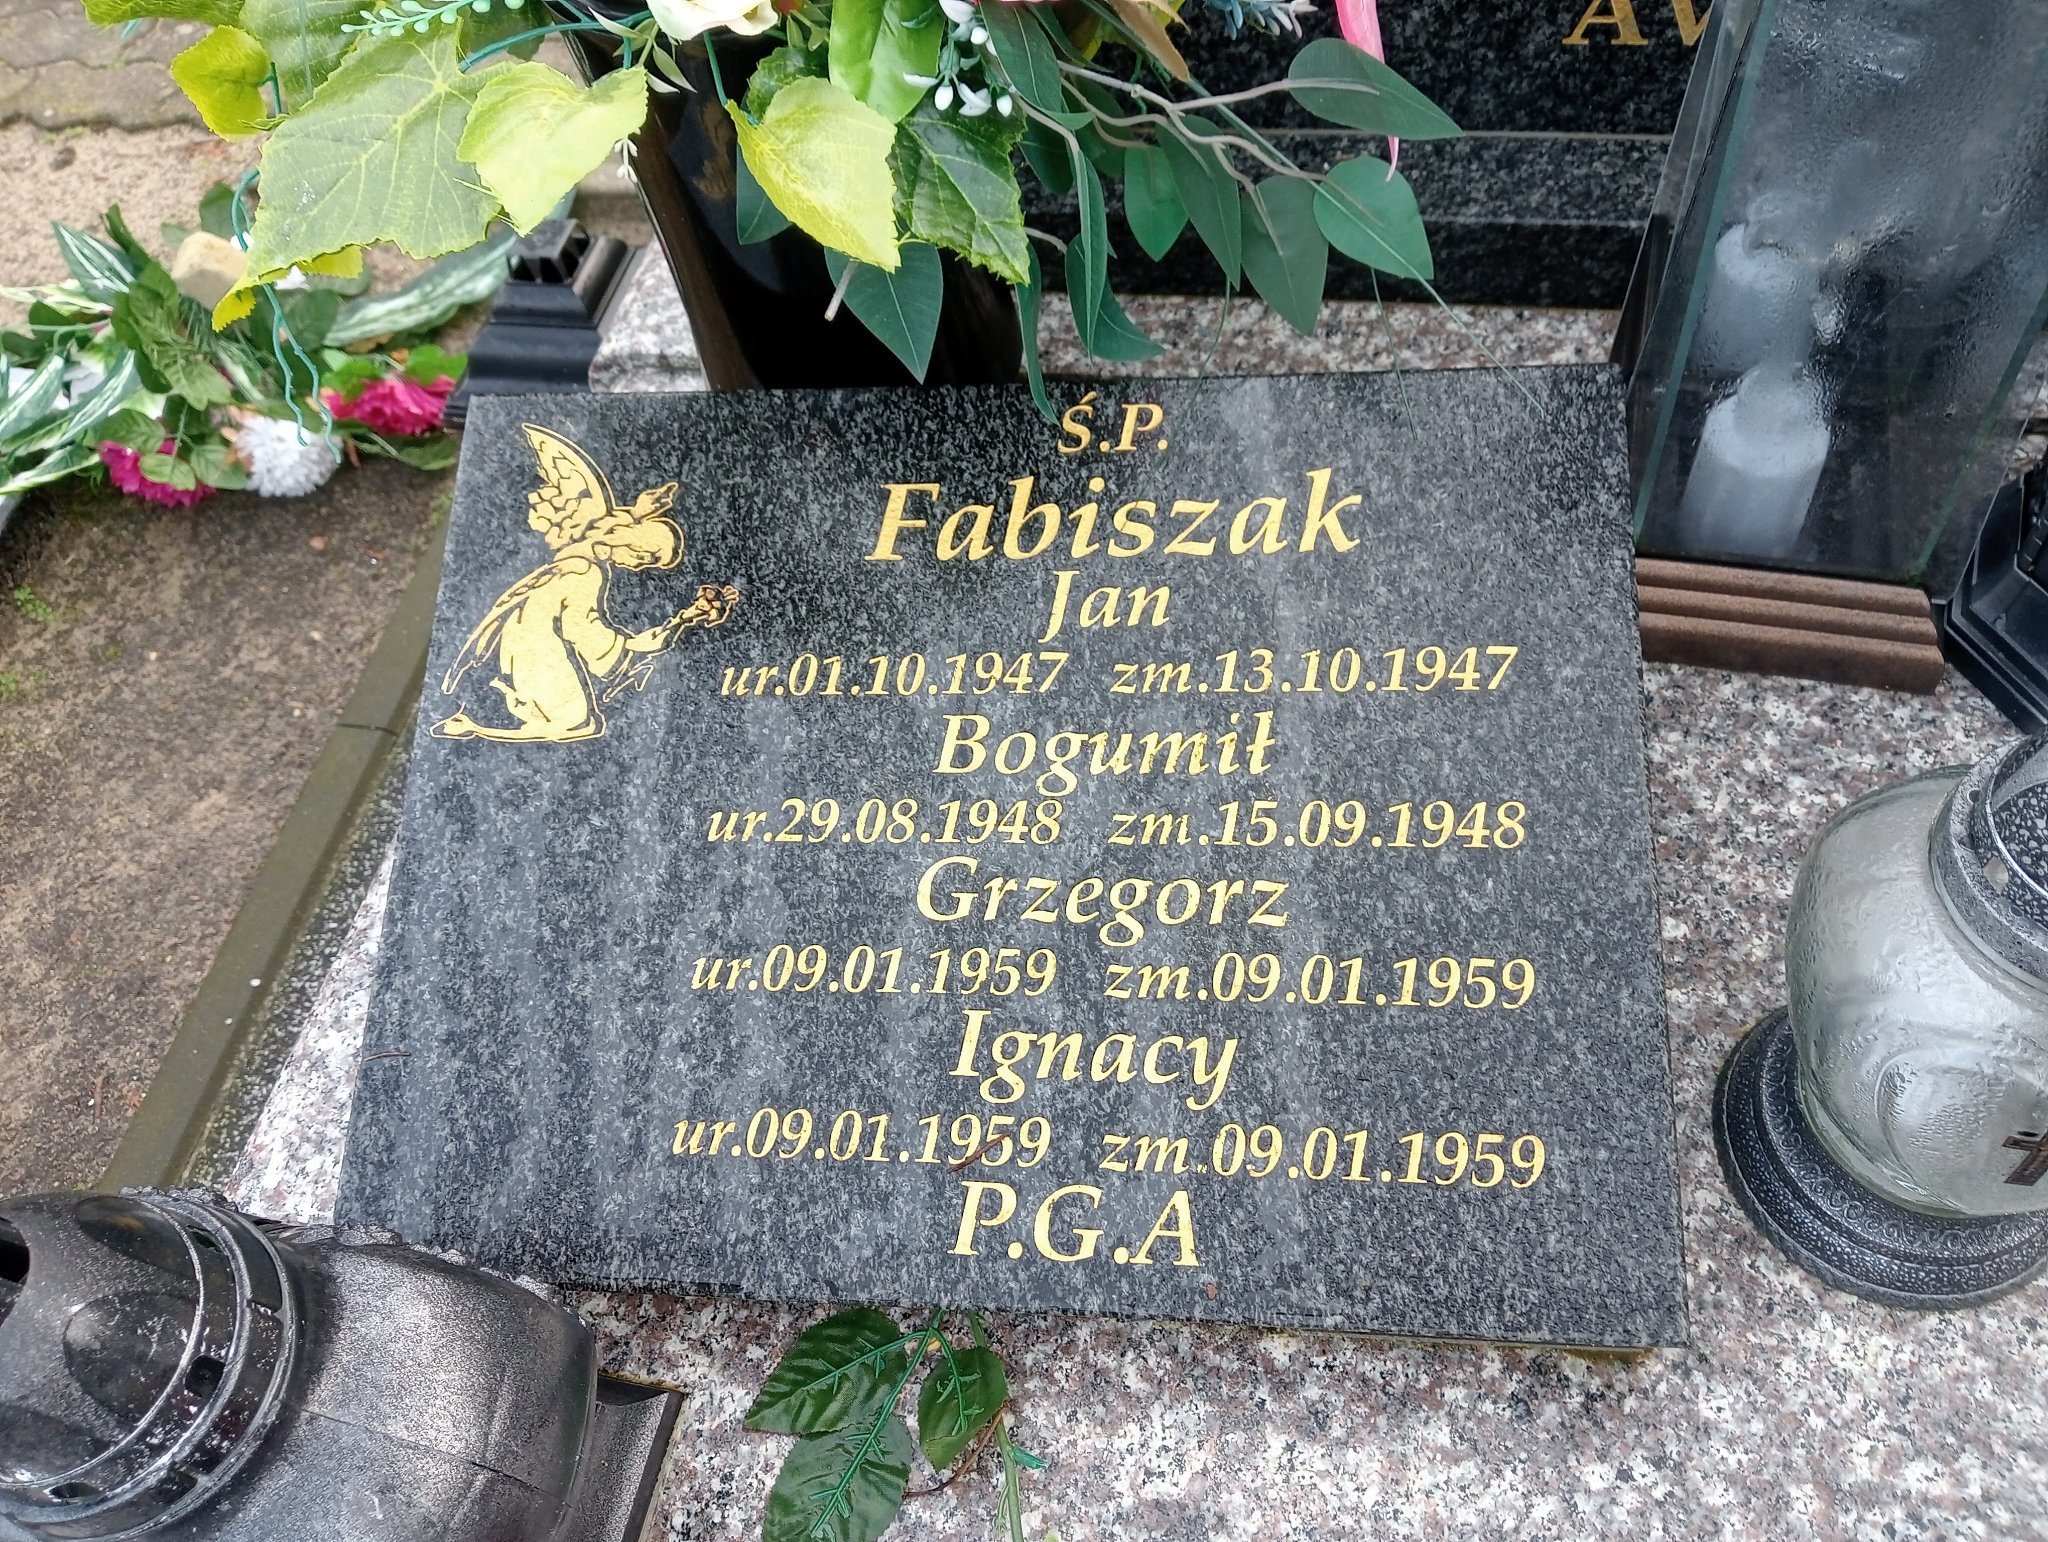 AV
Ś.P.
Fabiszak
Jan
ur.01.10.1947 zm.13.10.1947
Bogumił
ur.29.08.1948 zm.15.09.1948
Grzegorz
ur.09.01.1959 zm.09.01.1959
Ignacy
ur.09.01.1959 zm.09.01.1959
P.G.A